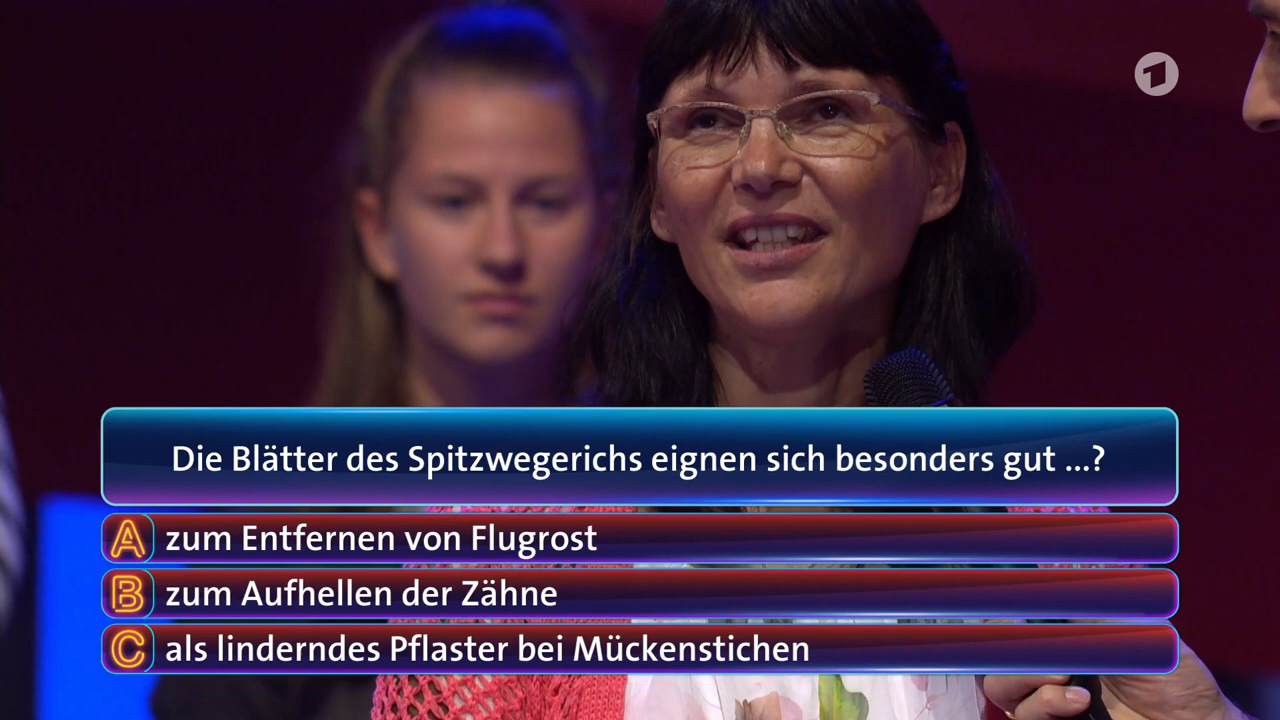 Die Blätter des Spitzwegerichs eignen sich besonders gut ...?
A zum Entfernen von Flugrost
B zum Aufhellen der Zähne
C als linderndes Pflaster bei Mückenstichen